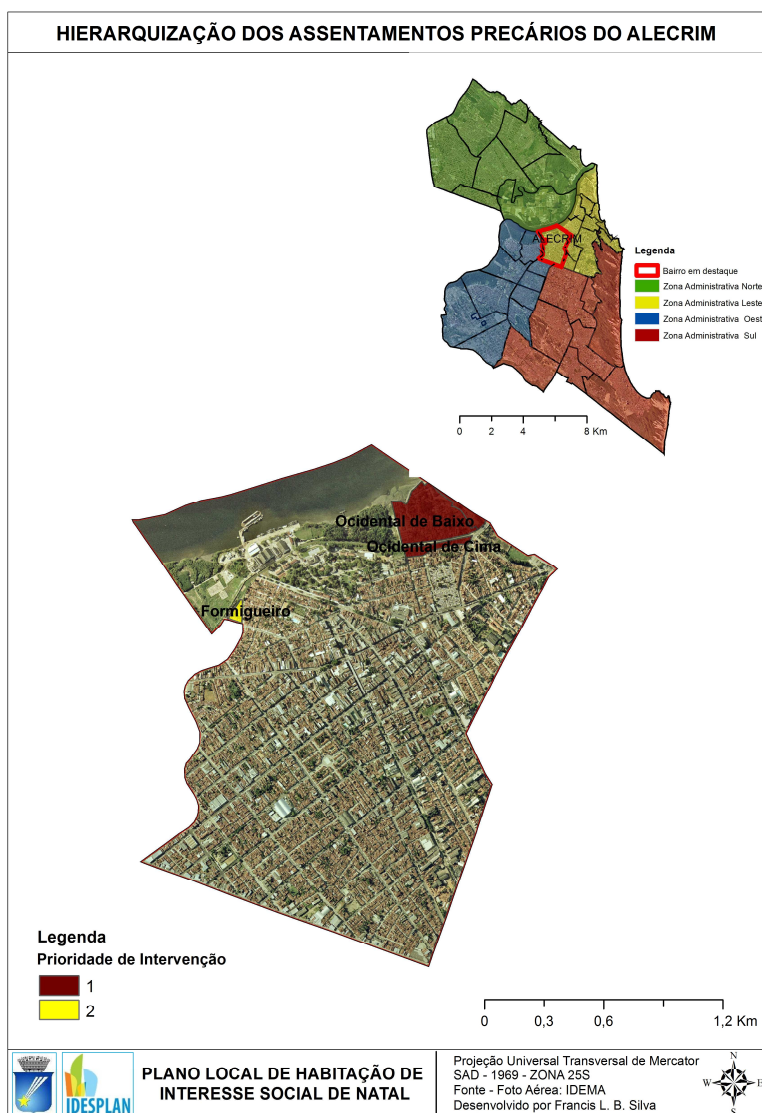 HIERARQUIZAÇÃO DOS ASSENTAMENTOS PRECÁRIOS DO ALECRIM
ALECRIM
Legenda
Bairro em destaque
Zona Administrativa Norte
Zona Administrativa Leste
Zona Administrativa Oest
Zona Administrativa Sul
0 2 4 8 Km
Ocidental de Baixo
Ocidental de Cima
Formigueiro
Legenda
Prioridade de Intervenção
1
2
0 0,3 0,6 1,2 Km
IDESPLAN
PLANO LOCAL DE HABITAÇÃO DE
INTERESSE SOCIAL DE NATAL
Projeção Universal Transversal de Mercator
SAD - 1969 - ZONA 25S
Fonte - Foto Aérea: IDEMA
Desenvolvido por Francis L. B. Silva
N
W E
S